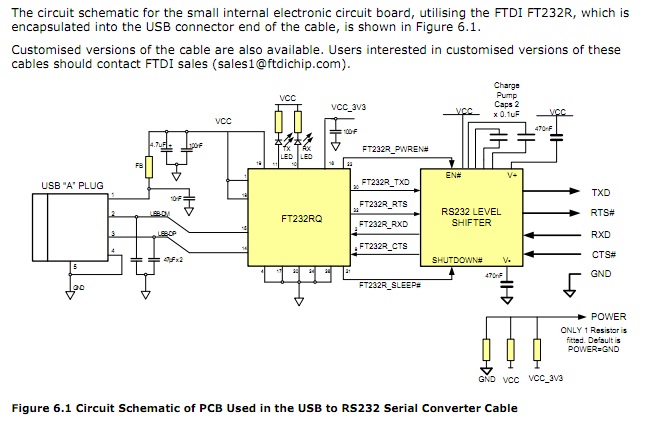 The circuit schematic for the small internal electronic circuit board, utilising the FTDI FT232R, which is
encapsulated into the USB connector end of the cable, is shown in Figure 6.1.
Customised versions of the cable are also available. Users interested in customised versions of these
cables should contact FTDI sales (sales1@ftdichip.com).
Charge
Pump
Caps 2
x 0.1uF
VCC
VCC_3V3
VCC
VCC
470nF
VCC
100nF
4.7uF
+
100nF
TX
LED
RX
LED
FT232R_PWREN#
FB
EN#
V+
USB "A" PLUG
10nF
FT232R_TXD
TXD
1
FT232R_RTS
RTS#
2
USBDM
FT232RQ
RS232 LEVEL
SHIFTER
FT232R_RXD
RXD
3
USBDP
FT232R_CTS
CTS#
4
47pFx2
SHUTDOWN#
V-
5
470nF
GND
GND
FT232R_SLEEP#
POWER
ONLY 1 Resistor is
fitted. Default is
POWER=GND
GND
VCC
VCC_3V3
Figure 6.1 Circuit Schematic of PCB Used in the USB to RS232 Serial Converter Cable